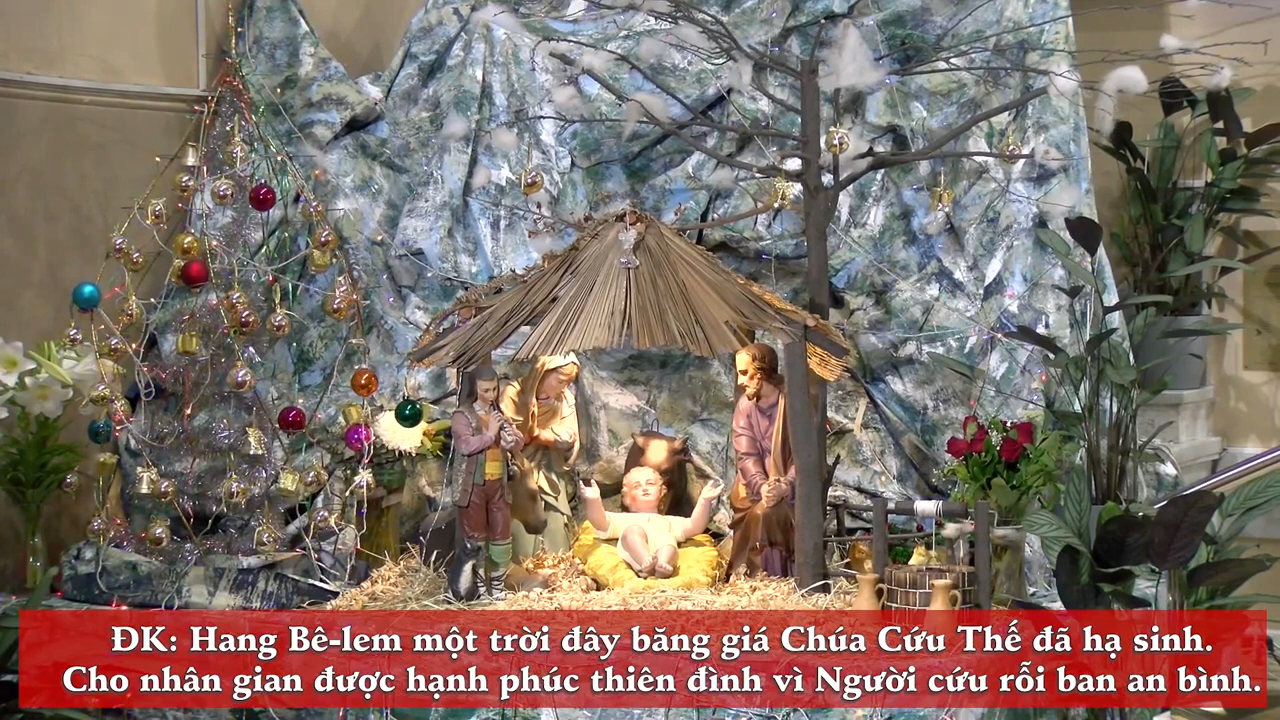 ĐK: Hang Bê-lem một trời đây băng giá Chúa Cứu Thế đã hạ sinh.
Cho nhân gian được hạnh phúc thiên đình vì Người cứu rỗi ban an bình.